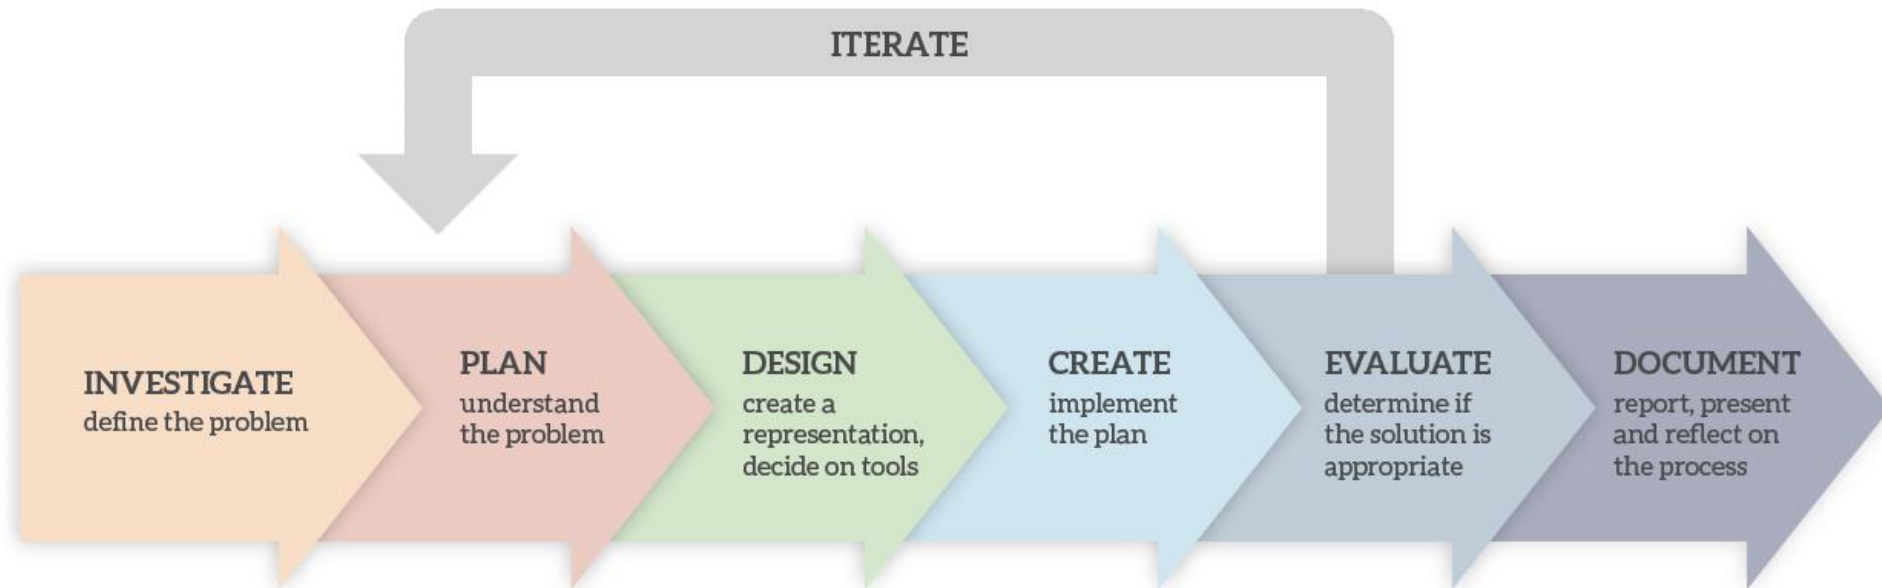 ITERATE
INVESTIGATE
define the problem
PLAN
understand
the problem
DESIGN
create a
representation,
decide on tools
CREATE
implement
the plan
EVALUATE
determine if
the solution is
appropriate
DOCUMENT
report, present
and reflect on
the process